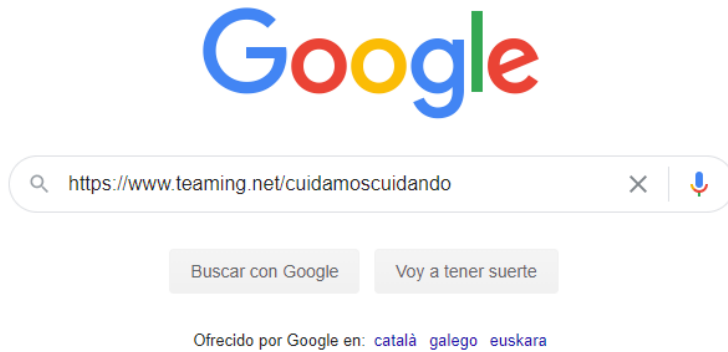 Google
https://www.teaming.net/cuidamoscuidando
Buscar con Google Voy a tener suerte
Ofrecido por Google en: català galego euskara